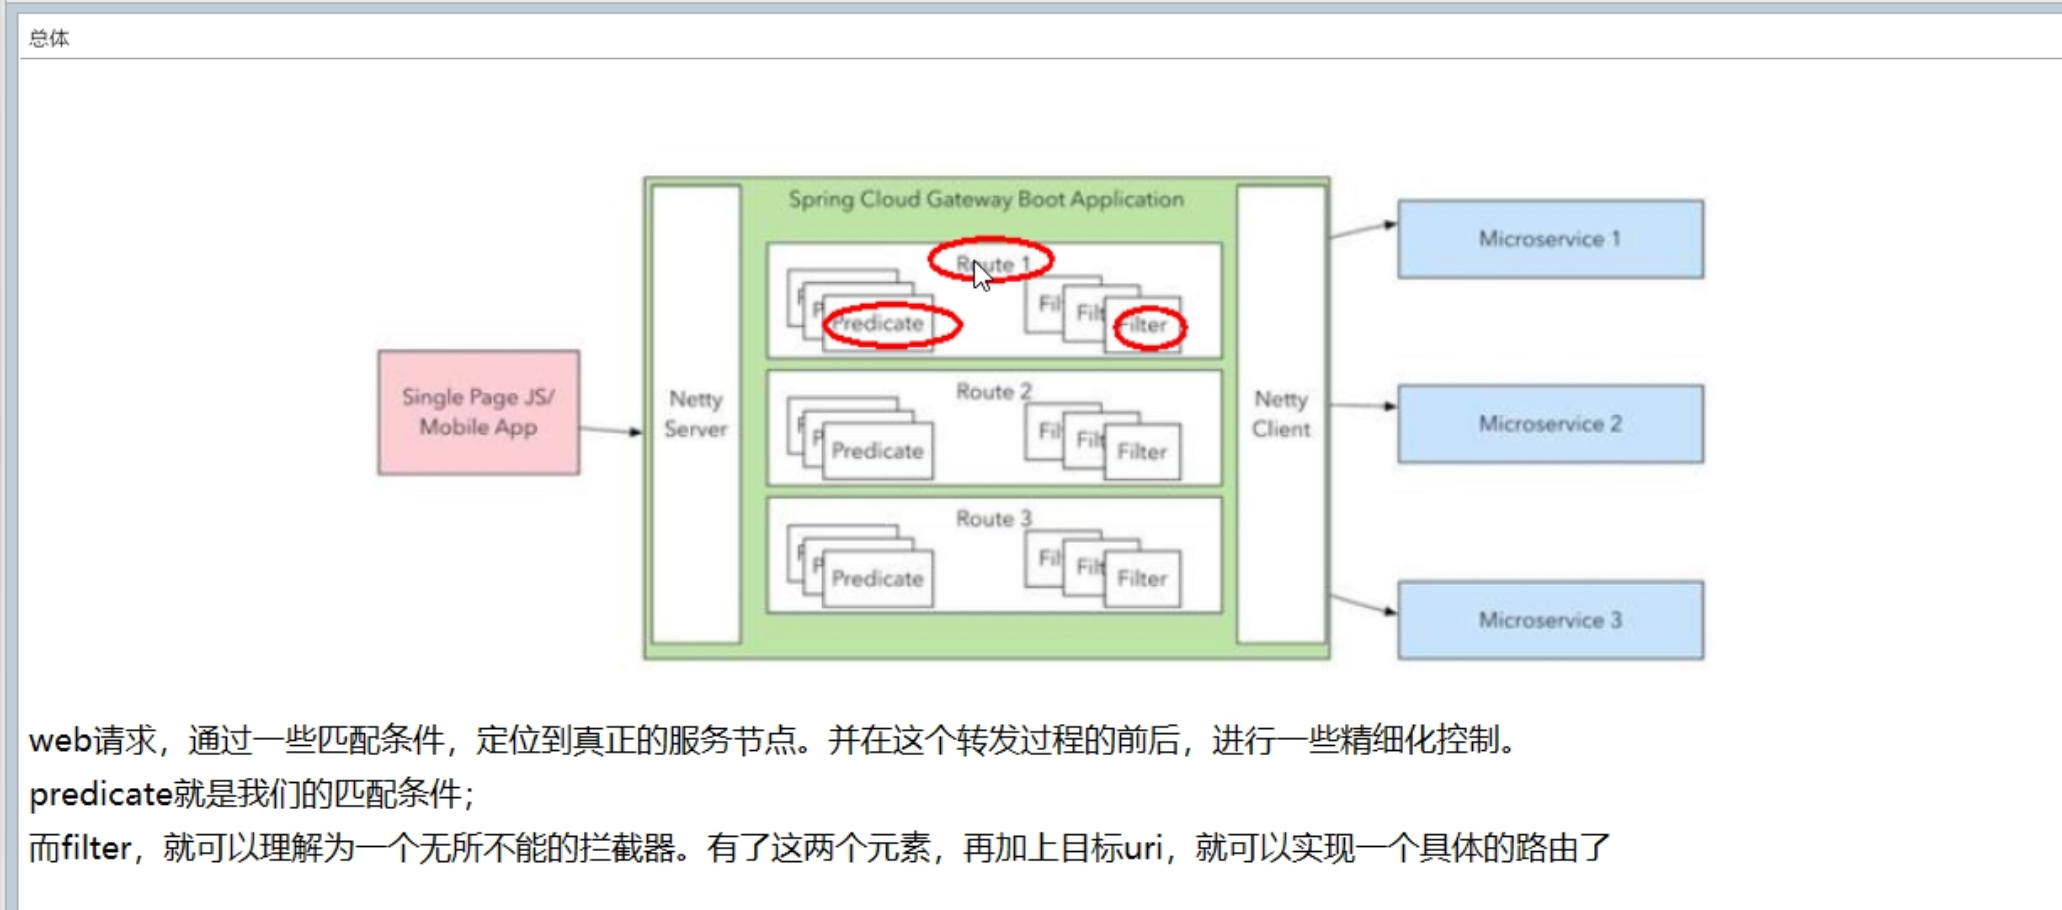 总体
Spring Cloud Gateway Boot Application
Route 1
Predicate
Fil
Filt
Filter
Single Page JS/
Mobile App
Netty
Server
Route 2
Predicate
Fil
Filt
Filter
Route 3
Predicate
Fil
Filt
Filter
Netty
Client
Microservice 1
Microservice 2
Microservice 3
web请求，通过一些匹配条件，定位到真正的服务节点。并在这个转发过程的前后，进行一些精细化控制。
predicate就是我们的匹配条件；
而filter，就可以理解为一个无所不能的拦截器。有了这两个元素，再加上目标uri，就可以实现一个具体的路由了